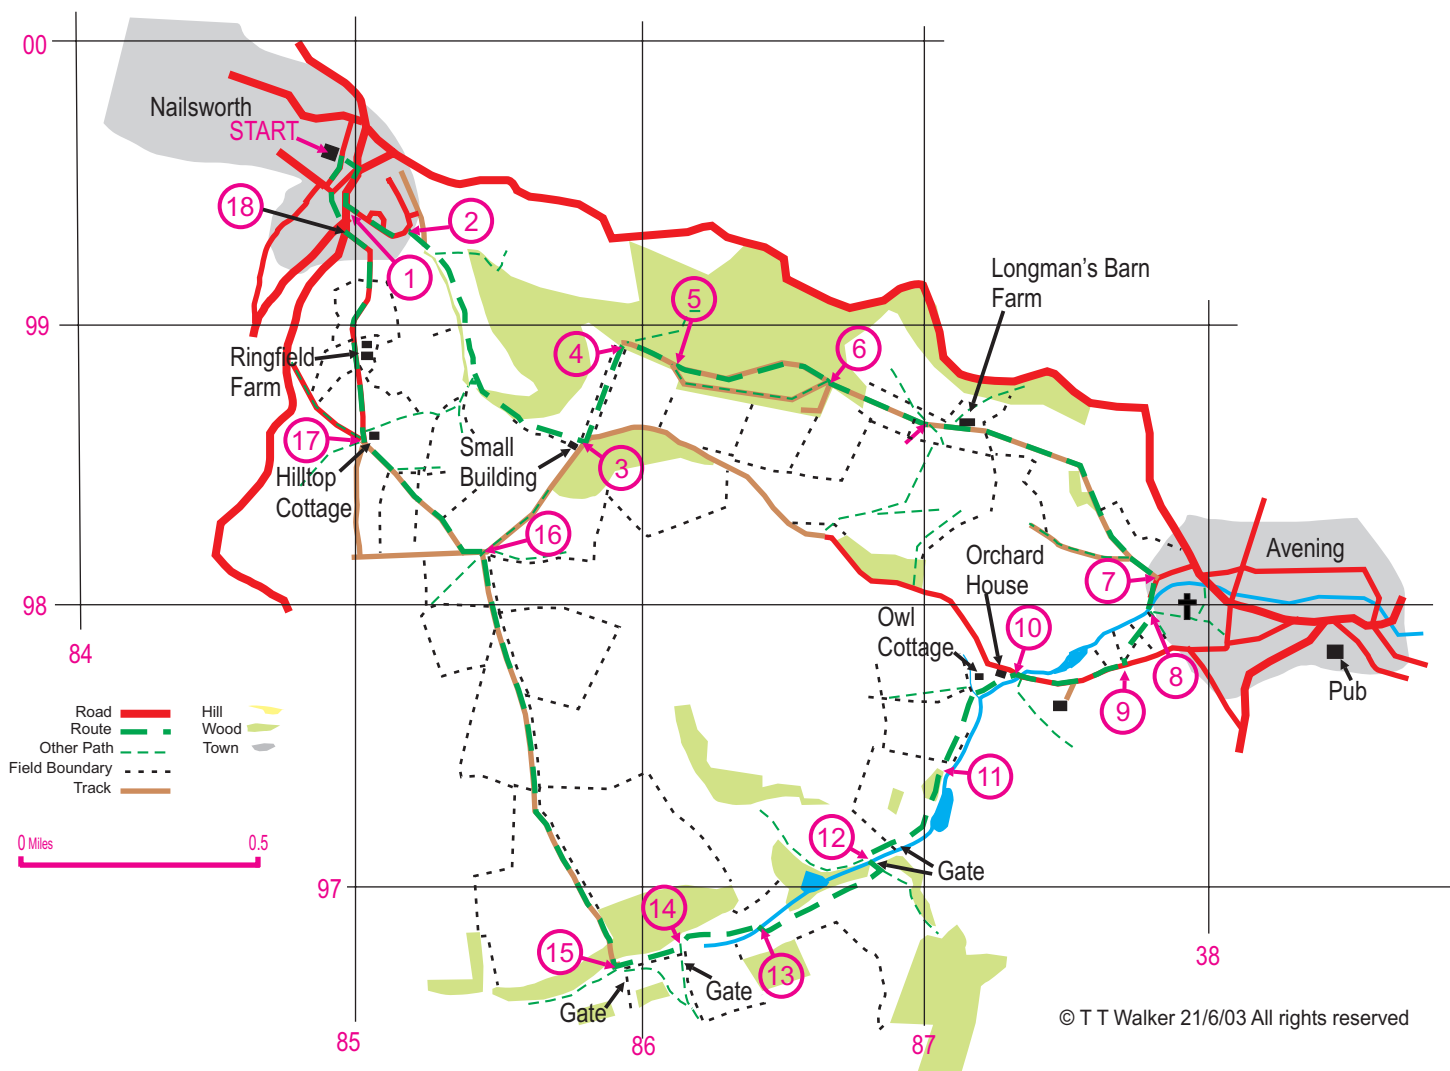 00
Nailsworth
START
18
2
1
Longman's Barn
Farm
5
99
4
6
Ringfield
Farm
17
Small
Building
3
Hilltop
Cottage
16
Orchard
House
Avening
7
98
Owl
Cottage
10
84
8
Pub
9
Road
Route
Other Path
Field Boundary
Track
Hill
Wood
Town
11
0 Miles
0.5
12
Gate
97
14
15
13
38
Gate
Gate
85
86
87
© T T Walker 21/6/03 All rights reserved